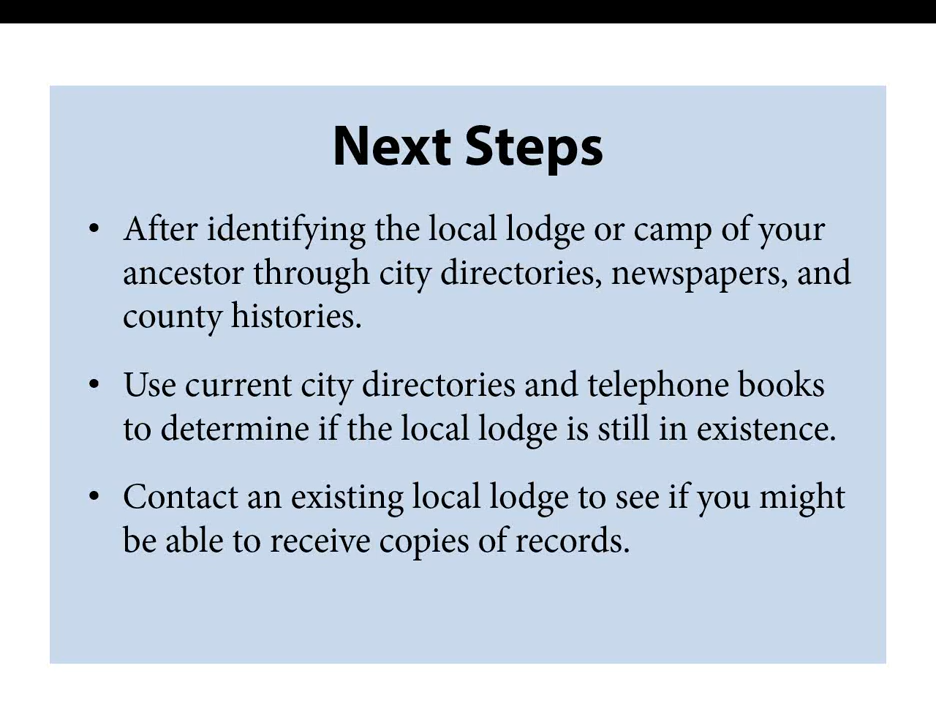 Next Steps
• After identifying the local lodge or camp of your
ancestor through city directories, newspapers, and
county histories.
• Use current city directories and telephone books
to determine if the local lodge is still in existence.
• Contact an existing local lodge to see if you might
be able to receive copies of records.